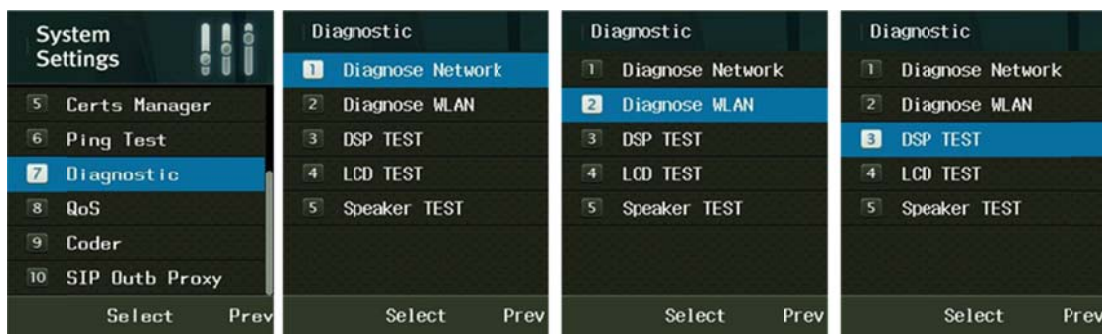 System
Settings
5 Certs Manager
6 Ping Test
7 Diagnostic
8 QoS
9 Coder
10 SIP Outb Proxy
Select Prev
Diagnostic
1 Diagnose Network
2 Diagnose WLAN
3 DSP TEST
4 LCD TEST
5 Speaker TEST
Select Prev
Diagnostic
1 Diagnose Network
2 Diagnose WLAN
3 DSP TEST
4 LCD TEST
5 Speaker TEST
Select Prev
Diagnostic
1 Diagnose Network
2 Diagnose WLAN
3 DSP TEST
4 LCD TEST
5 Speaker TEST
Select Prev